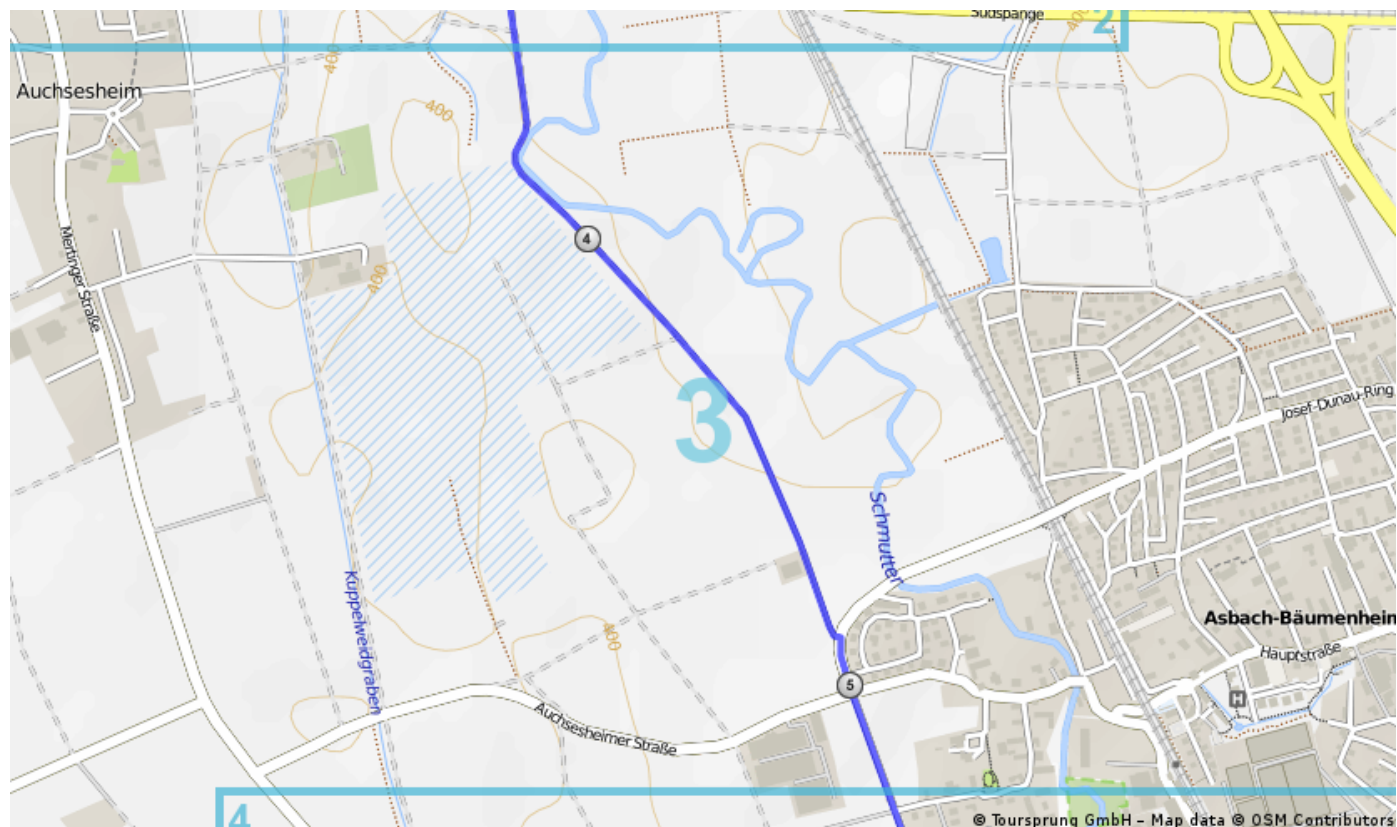 Südspange
2
400
400
400
Auchsesheim
Mertinger Straße
4
400
3
Josef-Dunau-Ring
Schmutter
Kuppelweidgraben
400
Asbach-Bäumenheim
Hauptstraße
5
H
Auchsesheimer Straße
4
© Toursprung GmbH – Map data © OSM Contributors